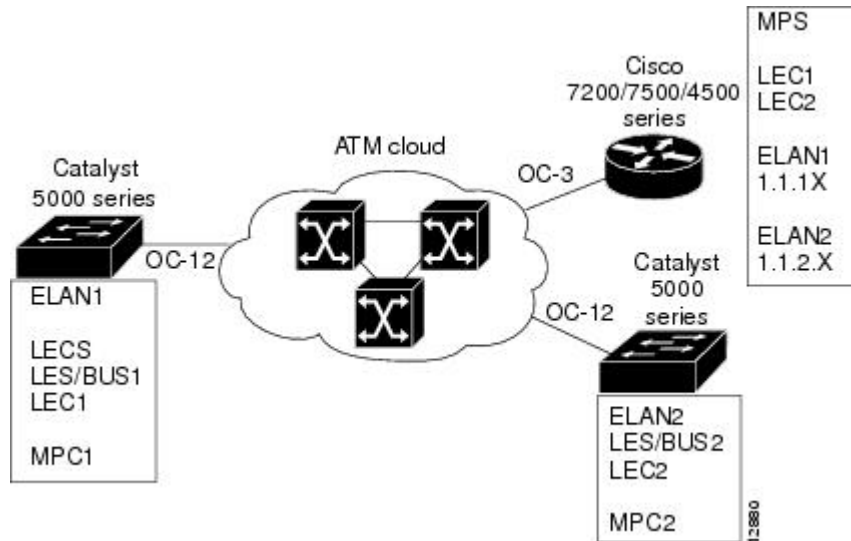 MPS
LEC1
LEC2
ELAN1
1.1.1X
ELAN2
1.1.2.X
Cisco
7200/7500/4500
series
ATM cloud
OC-3
Catalyst
5000 series
OC-12
ELAN1
LECS
LES/BUS1
LEC1
MPC1
Catalyst
5000
series
OC-12
ELAN2
LES/BUS2
LEC2
MPC2
12880